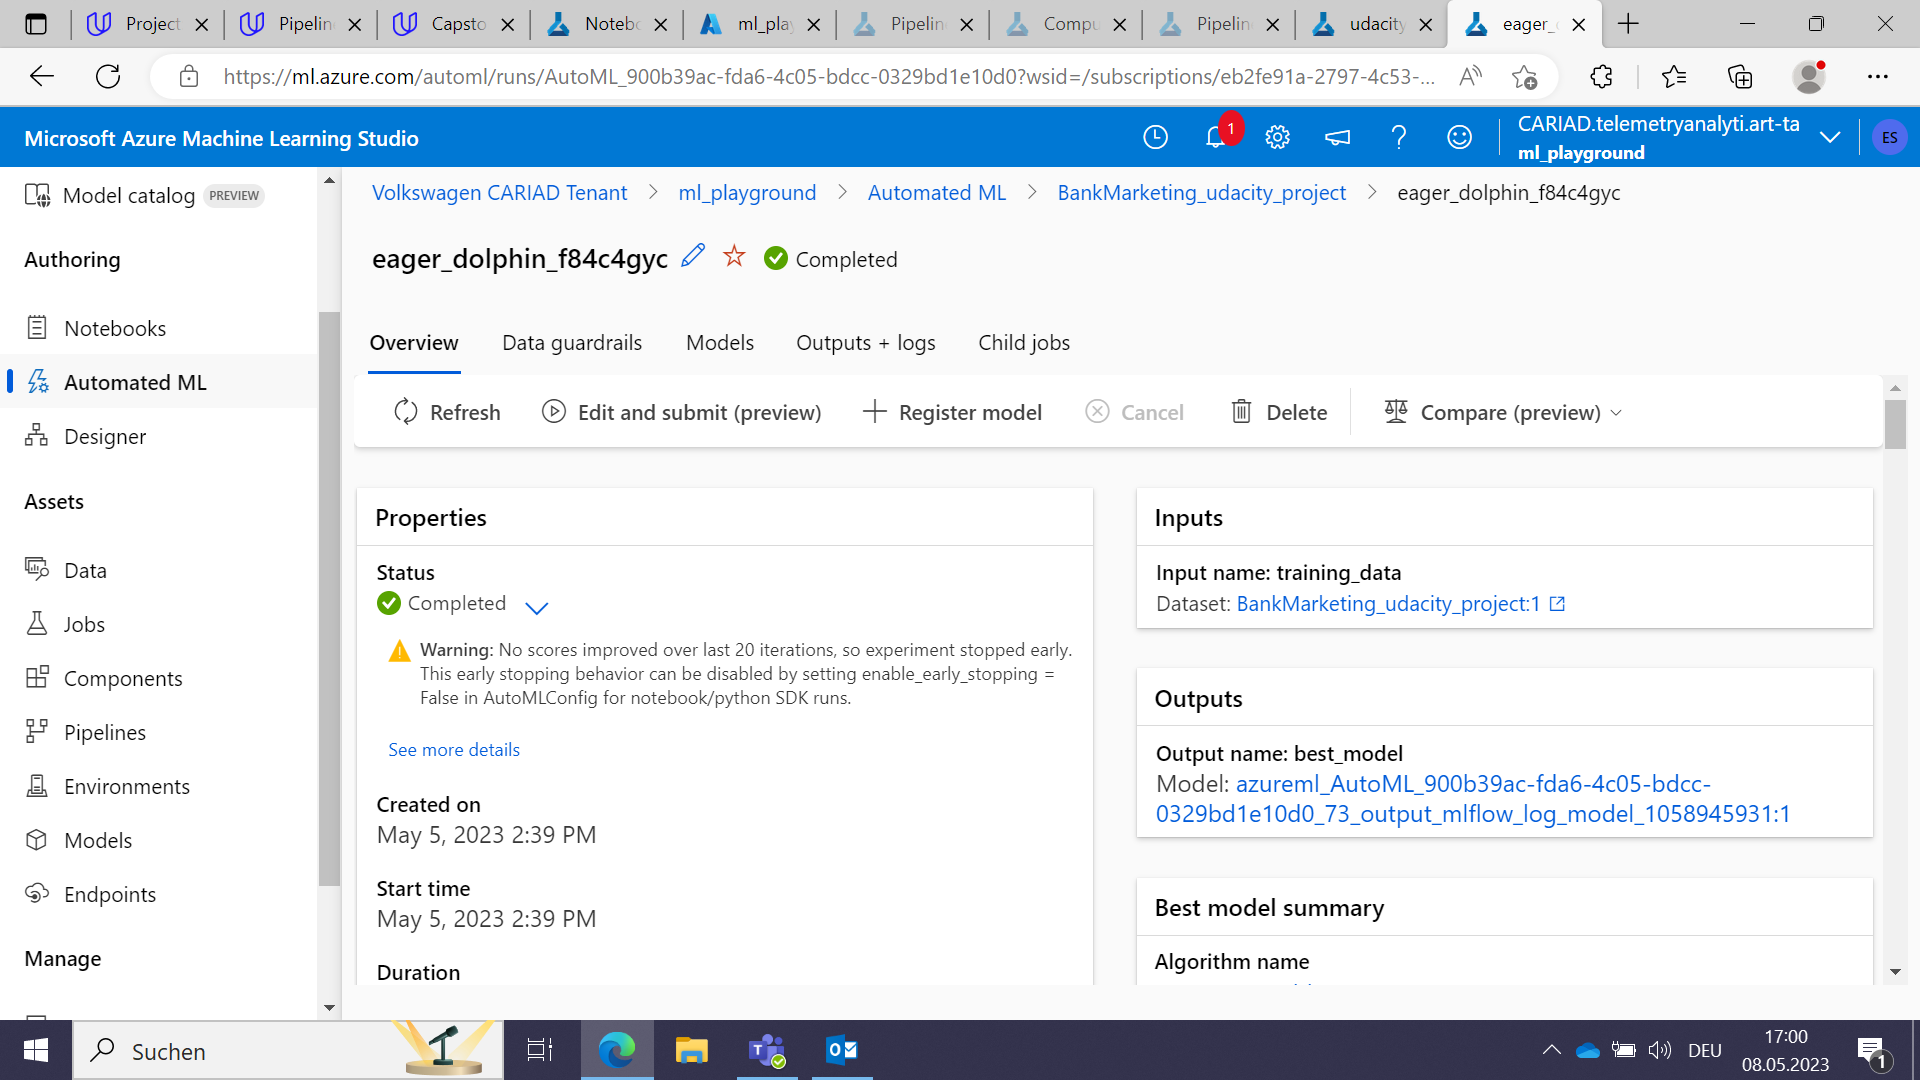 Project
Pipelin
Capsto
Notebo
ml_play
Pipelin
Compu
Pipelin
udacity
eager_
https://ml.azure.com/automl/runs/AutoML_900b39ac-fda6-4c05-bdcc-0329bd1e10d0?wsid=/subscriptions/eb2fe91a-2797-4c53-...
Microsoft Azure Machine Learning Studio
1
CARIAD.telemetryanalyti.art-ta
ml_playground
ES
Model catalog PREVIEW
Authoring
Notebooks
Automated ML
Designer
Assets
Data
Jobs
Components
Pipelines
Environments
Models
Endpoints
Manage
Volkswagen CARIAD Tenant > ml_playground > Automated ML > BankMarketing_udacity_project > eager_dolphin_f84c4gyc
eager_dolphin_f84c4gyc Completed
Overview Data guardrails Models Outputs + logs Child jobs
Refresh Edit and submit (preview) Register model Cancel Delete Compare (preview)
Properties
Status
Completed
Warning: No scores improved over last 20 iterations, so experiment stopped early.
This early stopping behavior can be disabled by setting enable_early_stopping =
False in AutoMLConfig for notebook/python SDK runs.
See more details
Created on
May 5, 2023 2:39 PM
Start time
May 5, 2023 2:39 PM
Duration
Inputs
Input name: training_data
Dataset: BankMarketing_udacity_project:1
Outputs
Output name: best_model
Model: azureml_AutoML_900b39ac-fda6-4c05-bdcc-
0329bd1e10d0_73_output_mlflow_log_model_1058945931:1
Best model summary
Algorithm name
Suchen
DEU
17:00
08.05.2023
1